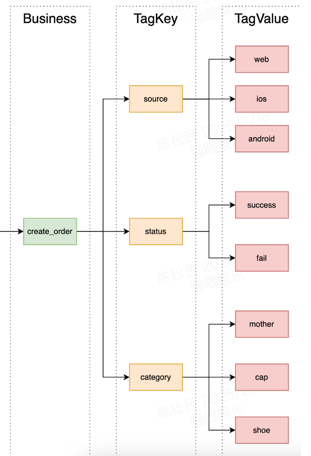 Business
TagKey
TagValue
web
source
ios
android
success
create_order
status
fail
mother
category
cap
shoe